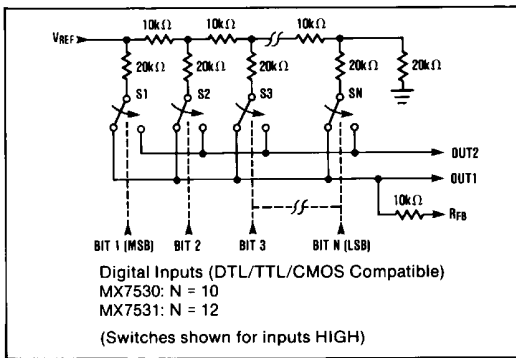 10kΩ 10kΩ 10kΩ
VREF
20kΩ 20kΩ 20kΩ 20kΩ 20kΩ
S1 S2 S3 SN
OUT2
OUT1
10kΩ
RFB
BIT 1 (MSB) BIT 2 BIT 3 BIT N (LSB)
Digital Inputs (DTL/TTL/CMOS Compatible)
MX7530: N = 10
MX7531: N = 12
(Switches shown for inputs HIGH)